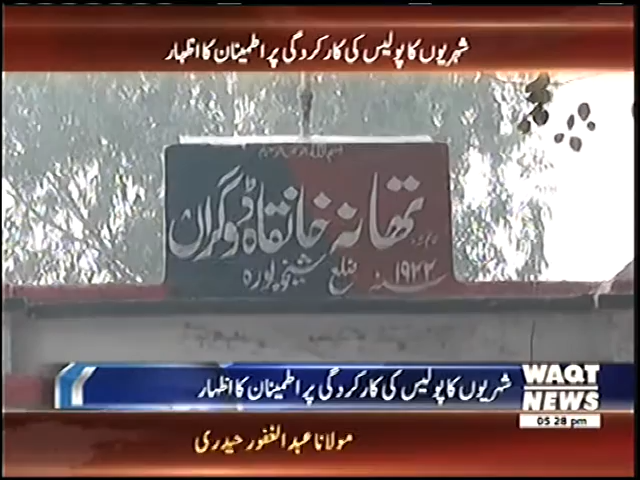 شہریوں کا پولیس کی کارکردگی پر اطمینان کا اظہار
تھانہ خانقاہ ڈوگراں
۱۹۲۲ ضلع شیخوپورہ
شہریوں کا پولیس کی کارکردگی پر اطمینان کا اظہار
WAQT
NEWS
05:28 pm
مولانا عبدالغفور حیدری